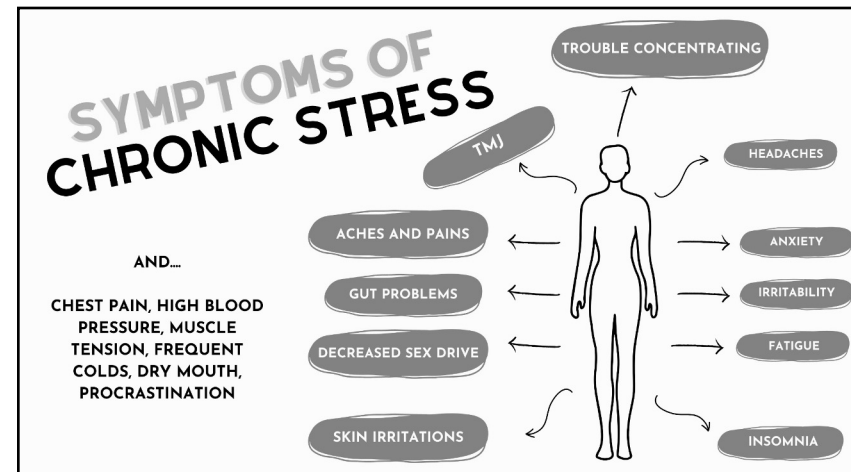 SYMPTOMS OF
CHRONIC STRESS
TROUBLE CONCENTRATING
TMJ
HEADACHES
ACHES AND PAINS
ANXIETY
GUT PROBLEMS
IRRITABILITY
DECREASED SEX DRIVE
FATIGUE
SKIN IRRITATIONS
INSOMNIA
AND....
CHEST PAIN, HIGH BLOOD
PRESSURE, MUSCLE
TENSION, FREQUENT
COLDS, DRY MOUTH,
PROCRASTINATION